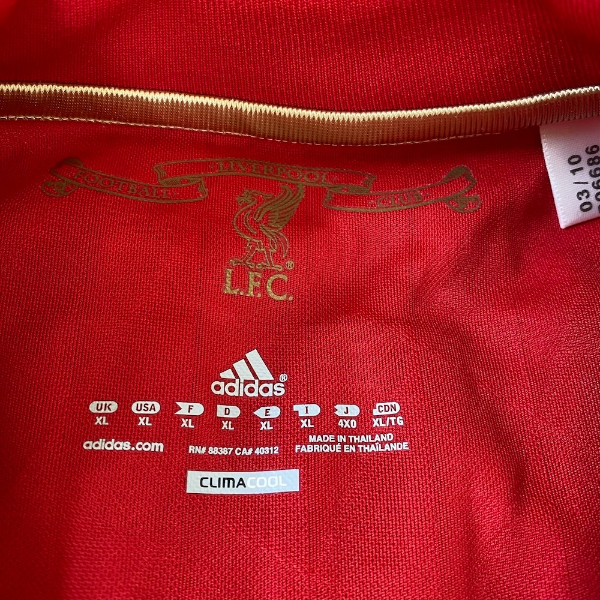 LIVERPOOL
FOOTBALL CLUB
L.F.C.
®
03/10
adidas®
UK USA F D E I J CDN
XL XL XL XL XL XL 4XO XL/TG
adidas.com RN# 88387 CA# 40312 MADE IN THAILAND
FABRIQUÉ EN THAÏLANDE
CLIMACOOL